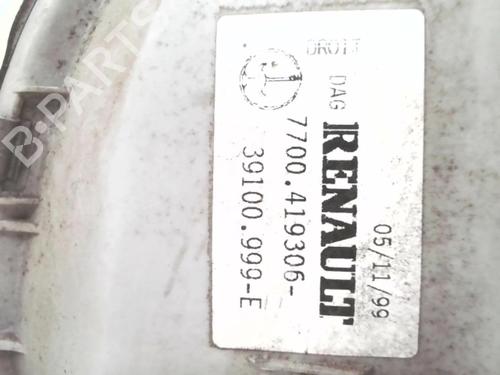 DROIT
DAG
RENAULT
05/11/99
7700.419306-
39100.999-E
B-PARTS